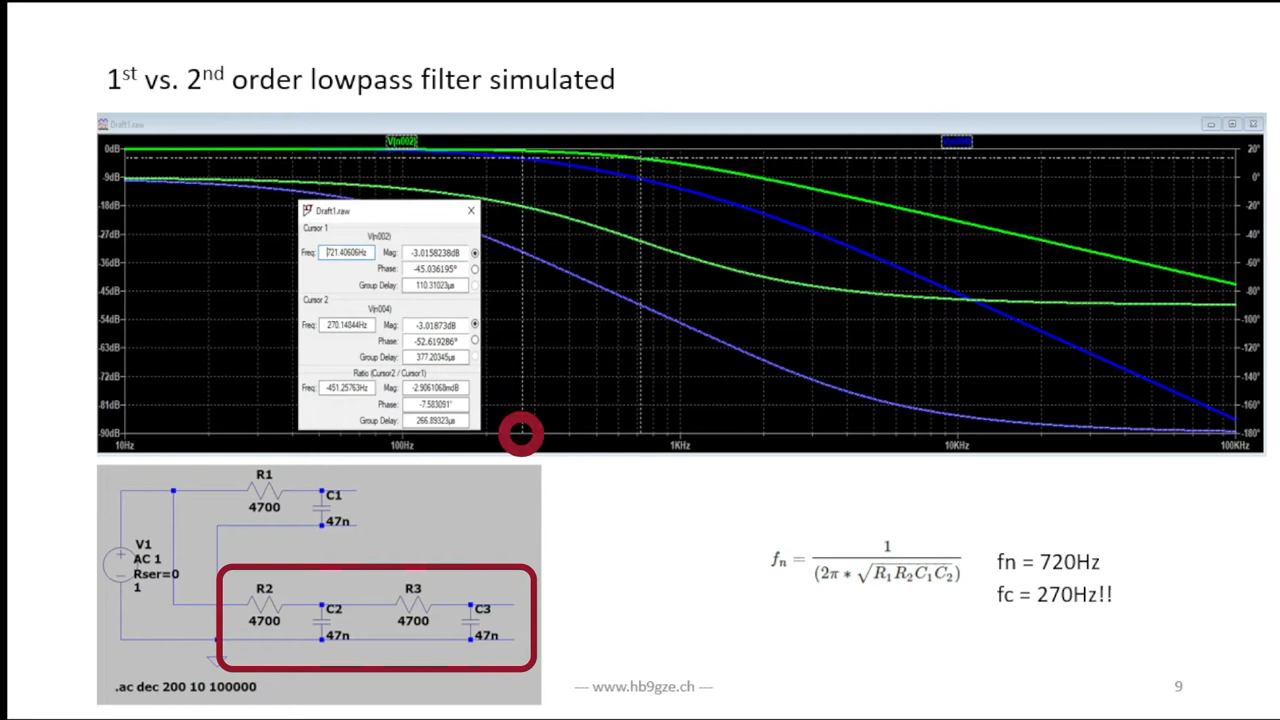 1st vs. 2nd order lowpass filter simulated
Draft1.raw
V(n002)
0dB
-9dB
-18dB
-27dB
-36dB
-45dB
-54dB
-63dB
-72dB
-81dB
-90dB
20°
0°
-20°
-40°
-60°
-80°
-100°
-120°
-140°
-160°
-180°
10Hz
100Hz
1KHz
10KHz
100KHz
Draft1.raw
Cursor 1
V(n002)
Freq: 721.40606Hz Mag: -3.0158238dB
Phase: -45.036195°
Group Delay: 110.31023µs
Cursor 2
V(n004)
Freq: 270.14844Hz Mag: -3.01873dB
Phase: -52.619286°
Group Delay: 377.20345µs
Ratio (Cursor2 / Cursor1)
Freq: -451.25763Hz Mag: -2.9061068mdB
Phase: -7.583091°
Group Delay: 266.89323µs
R1
4700
C1
47n
V1
AC 1
Rser=0
1
R2
4700
C2
47n
R3
4700
C3
47n
.ac dec 200 10 100000
fn = 1 / (2π * √R1R2C1C2)
fn = 720Hz
fc = 270Hz!!
— www.hb9gze.ch —
9